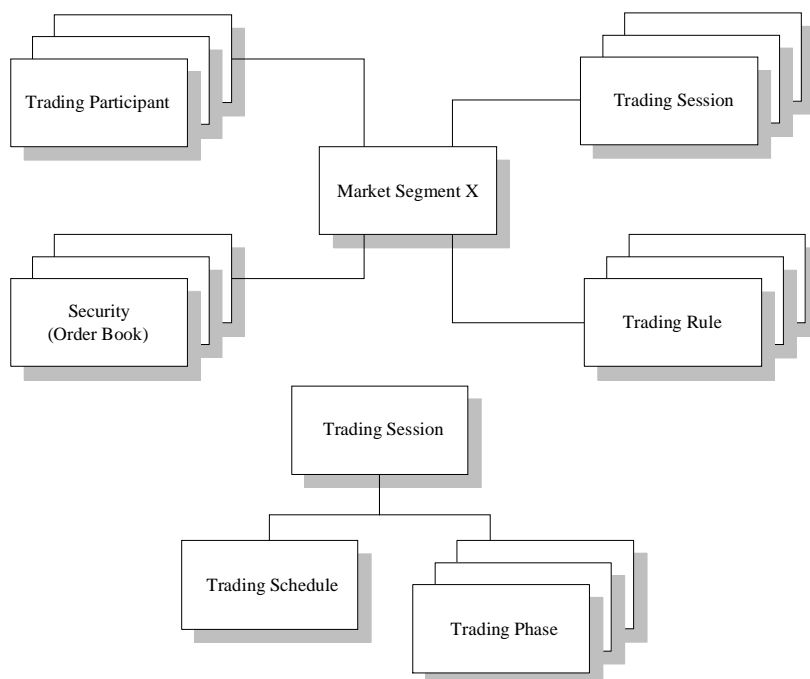 Trading Participant
Trading Session
Market Segment X
Security
(Order Book)
Trading Rule
Trading Session
Trading Schedule
Trading Phase